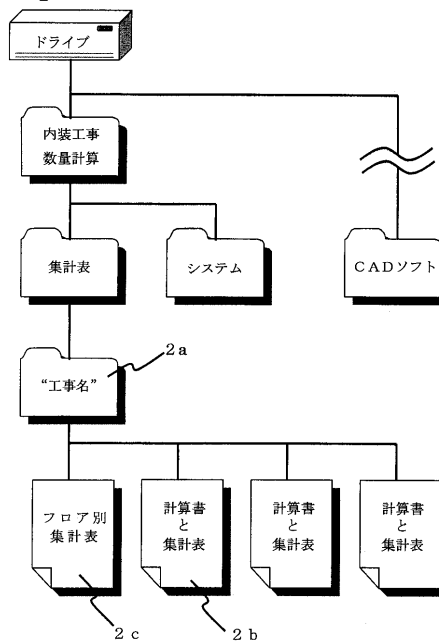 ドライブ
内装工事
数量計算
集計表
システム
CADソフト
2a
“工事名”
フロア別
集計表
計算書
と
集計表
計算書
と
集計表
計算書
と
集計表
2c
2b